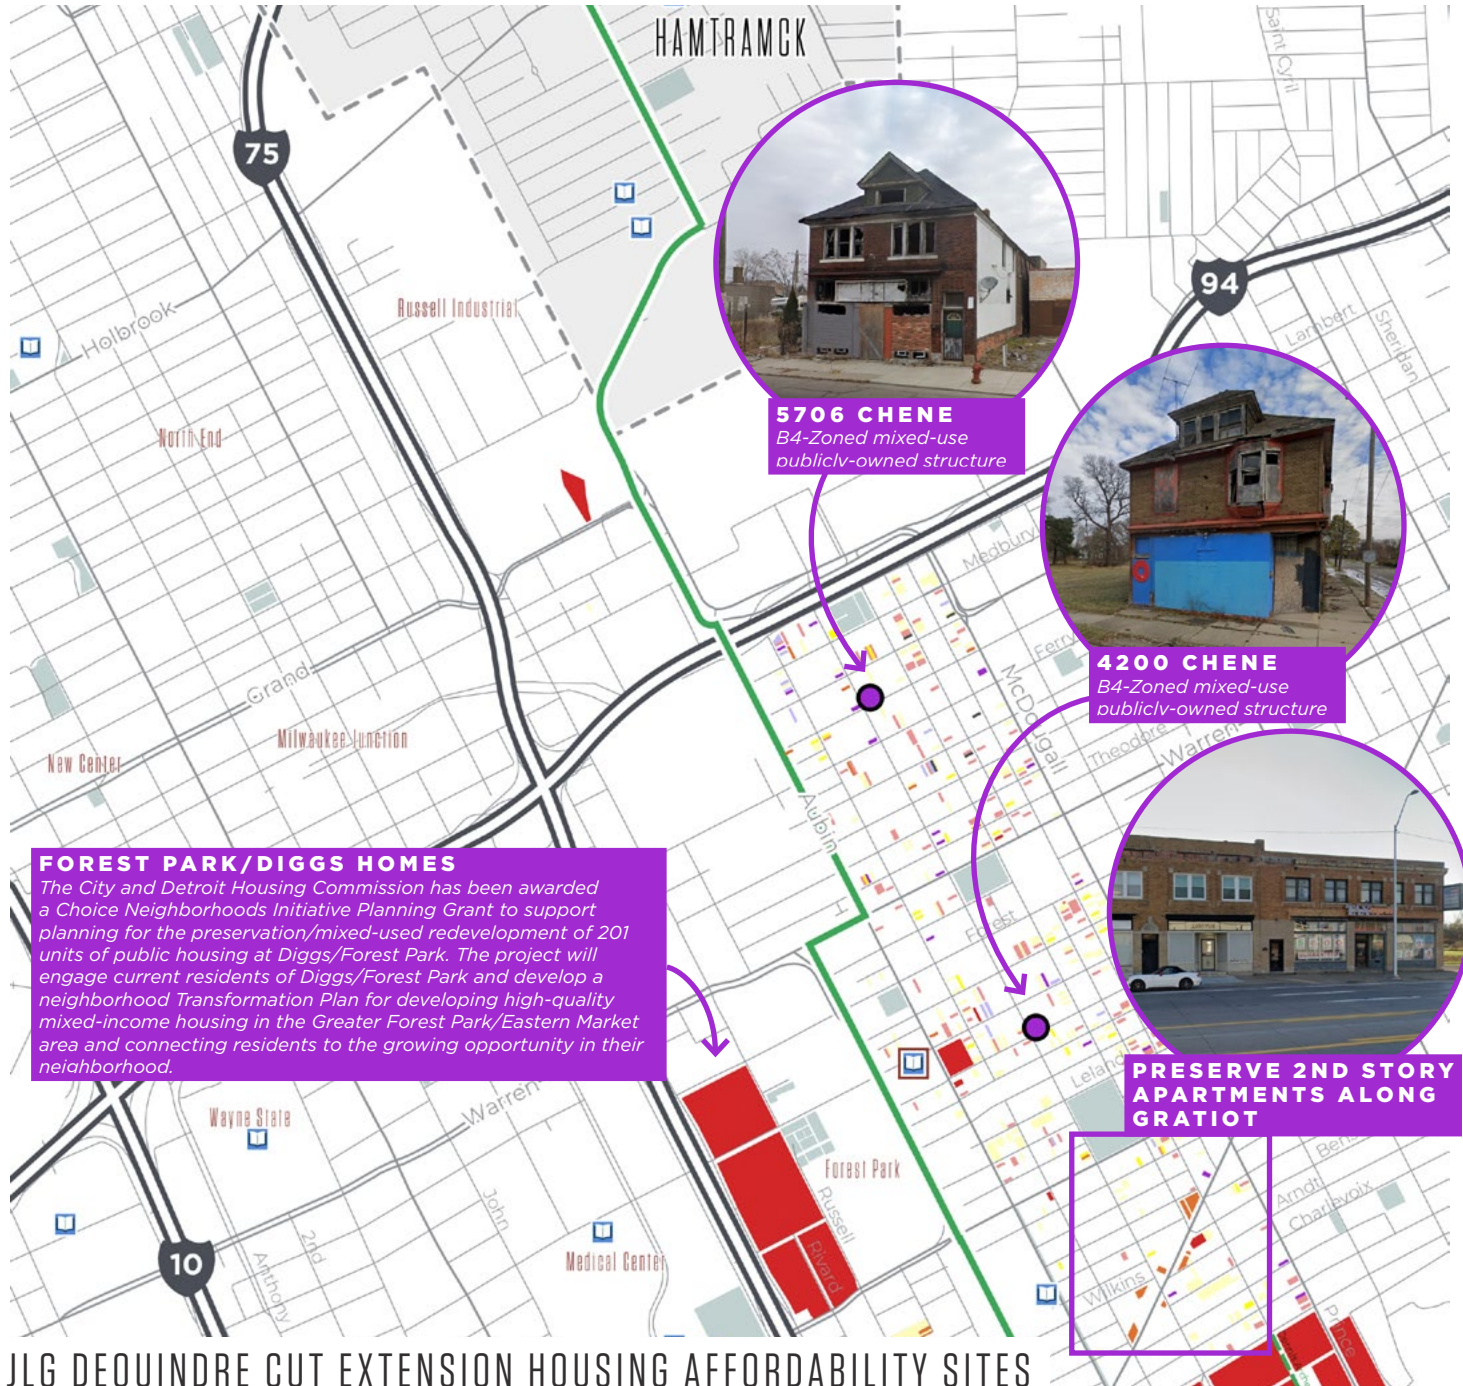 HAMTRAMCK
Saint Cyril
75
94
Holbrook
Russell Industrial
Lambert
Sheridan
North End
5706 CHENE
B4-Zoned mixed-use
publicly-owned structure
Medbury
Ferry
McDougall
4200 CHENE
B4-Zoned mixed-use
publicly-owned structure
Grand
Milwaukee Junction
New Center
Theodore
Warren
Aubin
FOREST PARK/DIGGS HOMES
The City and Detroit Housing Commission has been awarded
a Choice Neighborhoods Initiative Planning Grant to support
planning for the preservation/mixed-used redevelopment of 201
units of public housing at Diggs/Forest Park. The project will
engage current residents of Diggs/Forest Park and develop a
neighborhood Transformation Plan for developing high-quality
mixed-income housing in the Greater Forest Park/Eastern Market
area and connecting residents to the growing opportunity in their
neighborhood.
Forest
Leland
PRESERVE 2ND STORY
APARTMENTS ALONG
GRATIOT
Wayne State
Warren
Forest Park
Russell
Rivard
John
2nd
Anthony
Medical Center
10
Arndt
Charlevoix
Wilkins
Prince
JLG DEQUINDRE CUT EXTENSION HOUSING AFFORDABILITY SITES